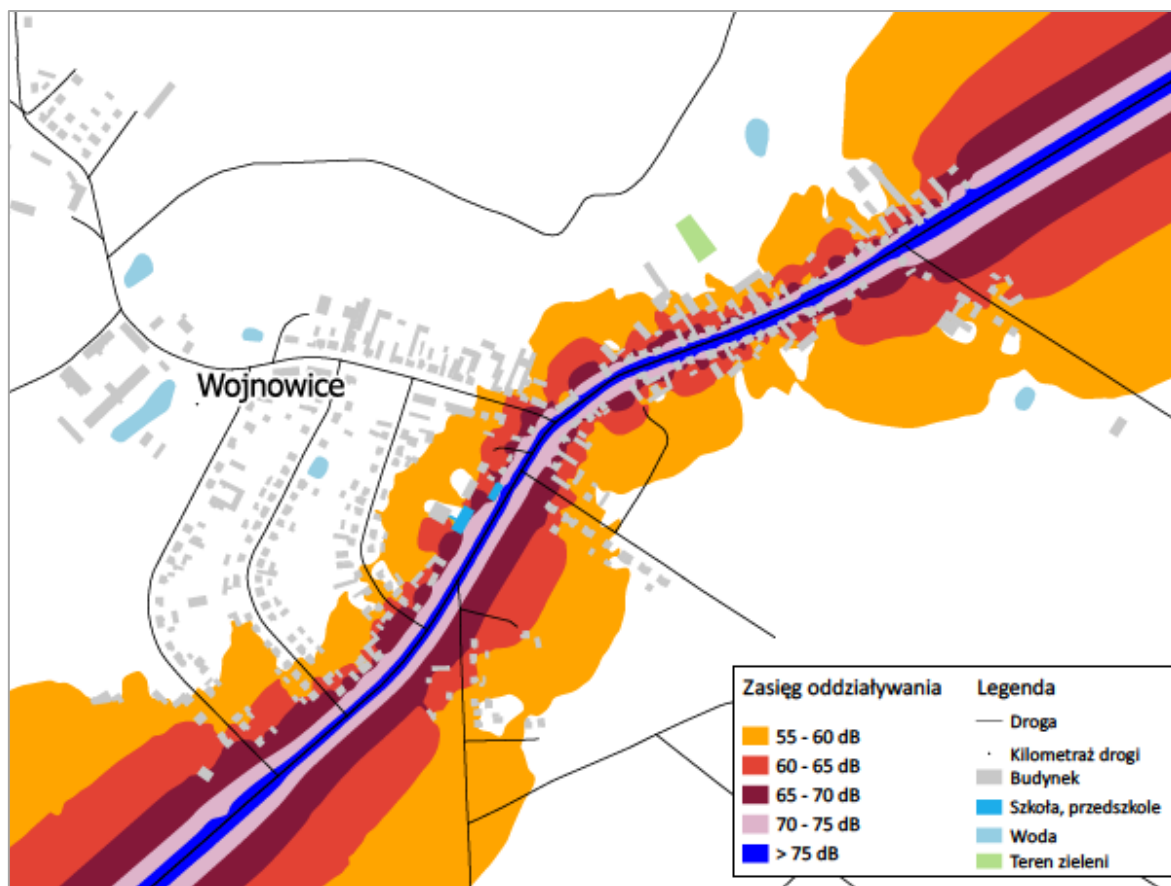 Wojnowice
Zasięg oddziaływania
55 - 60 dB
60 - 65 dB
65 - 70 dB
70 - 75 dB
> 75 dB
Legenda
Droga
Kilometraż drogi
Budynek
Szkoła, przedszkole
Woda
Teren zieleni